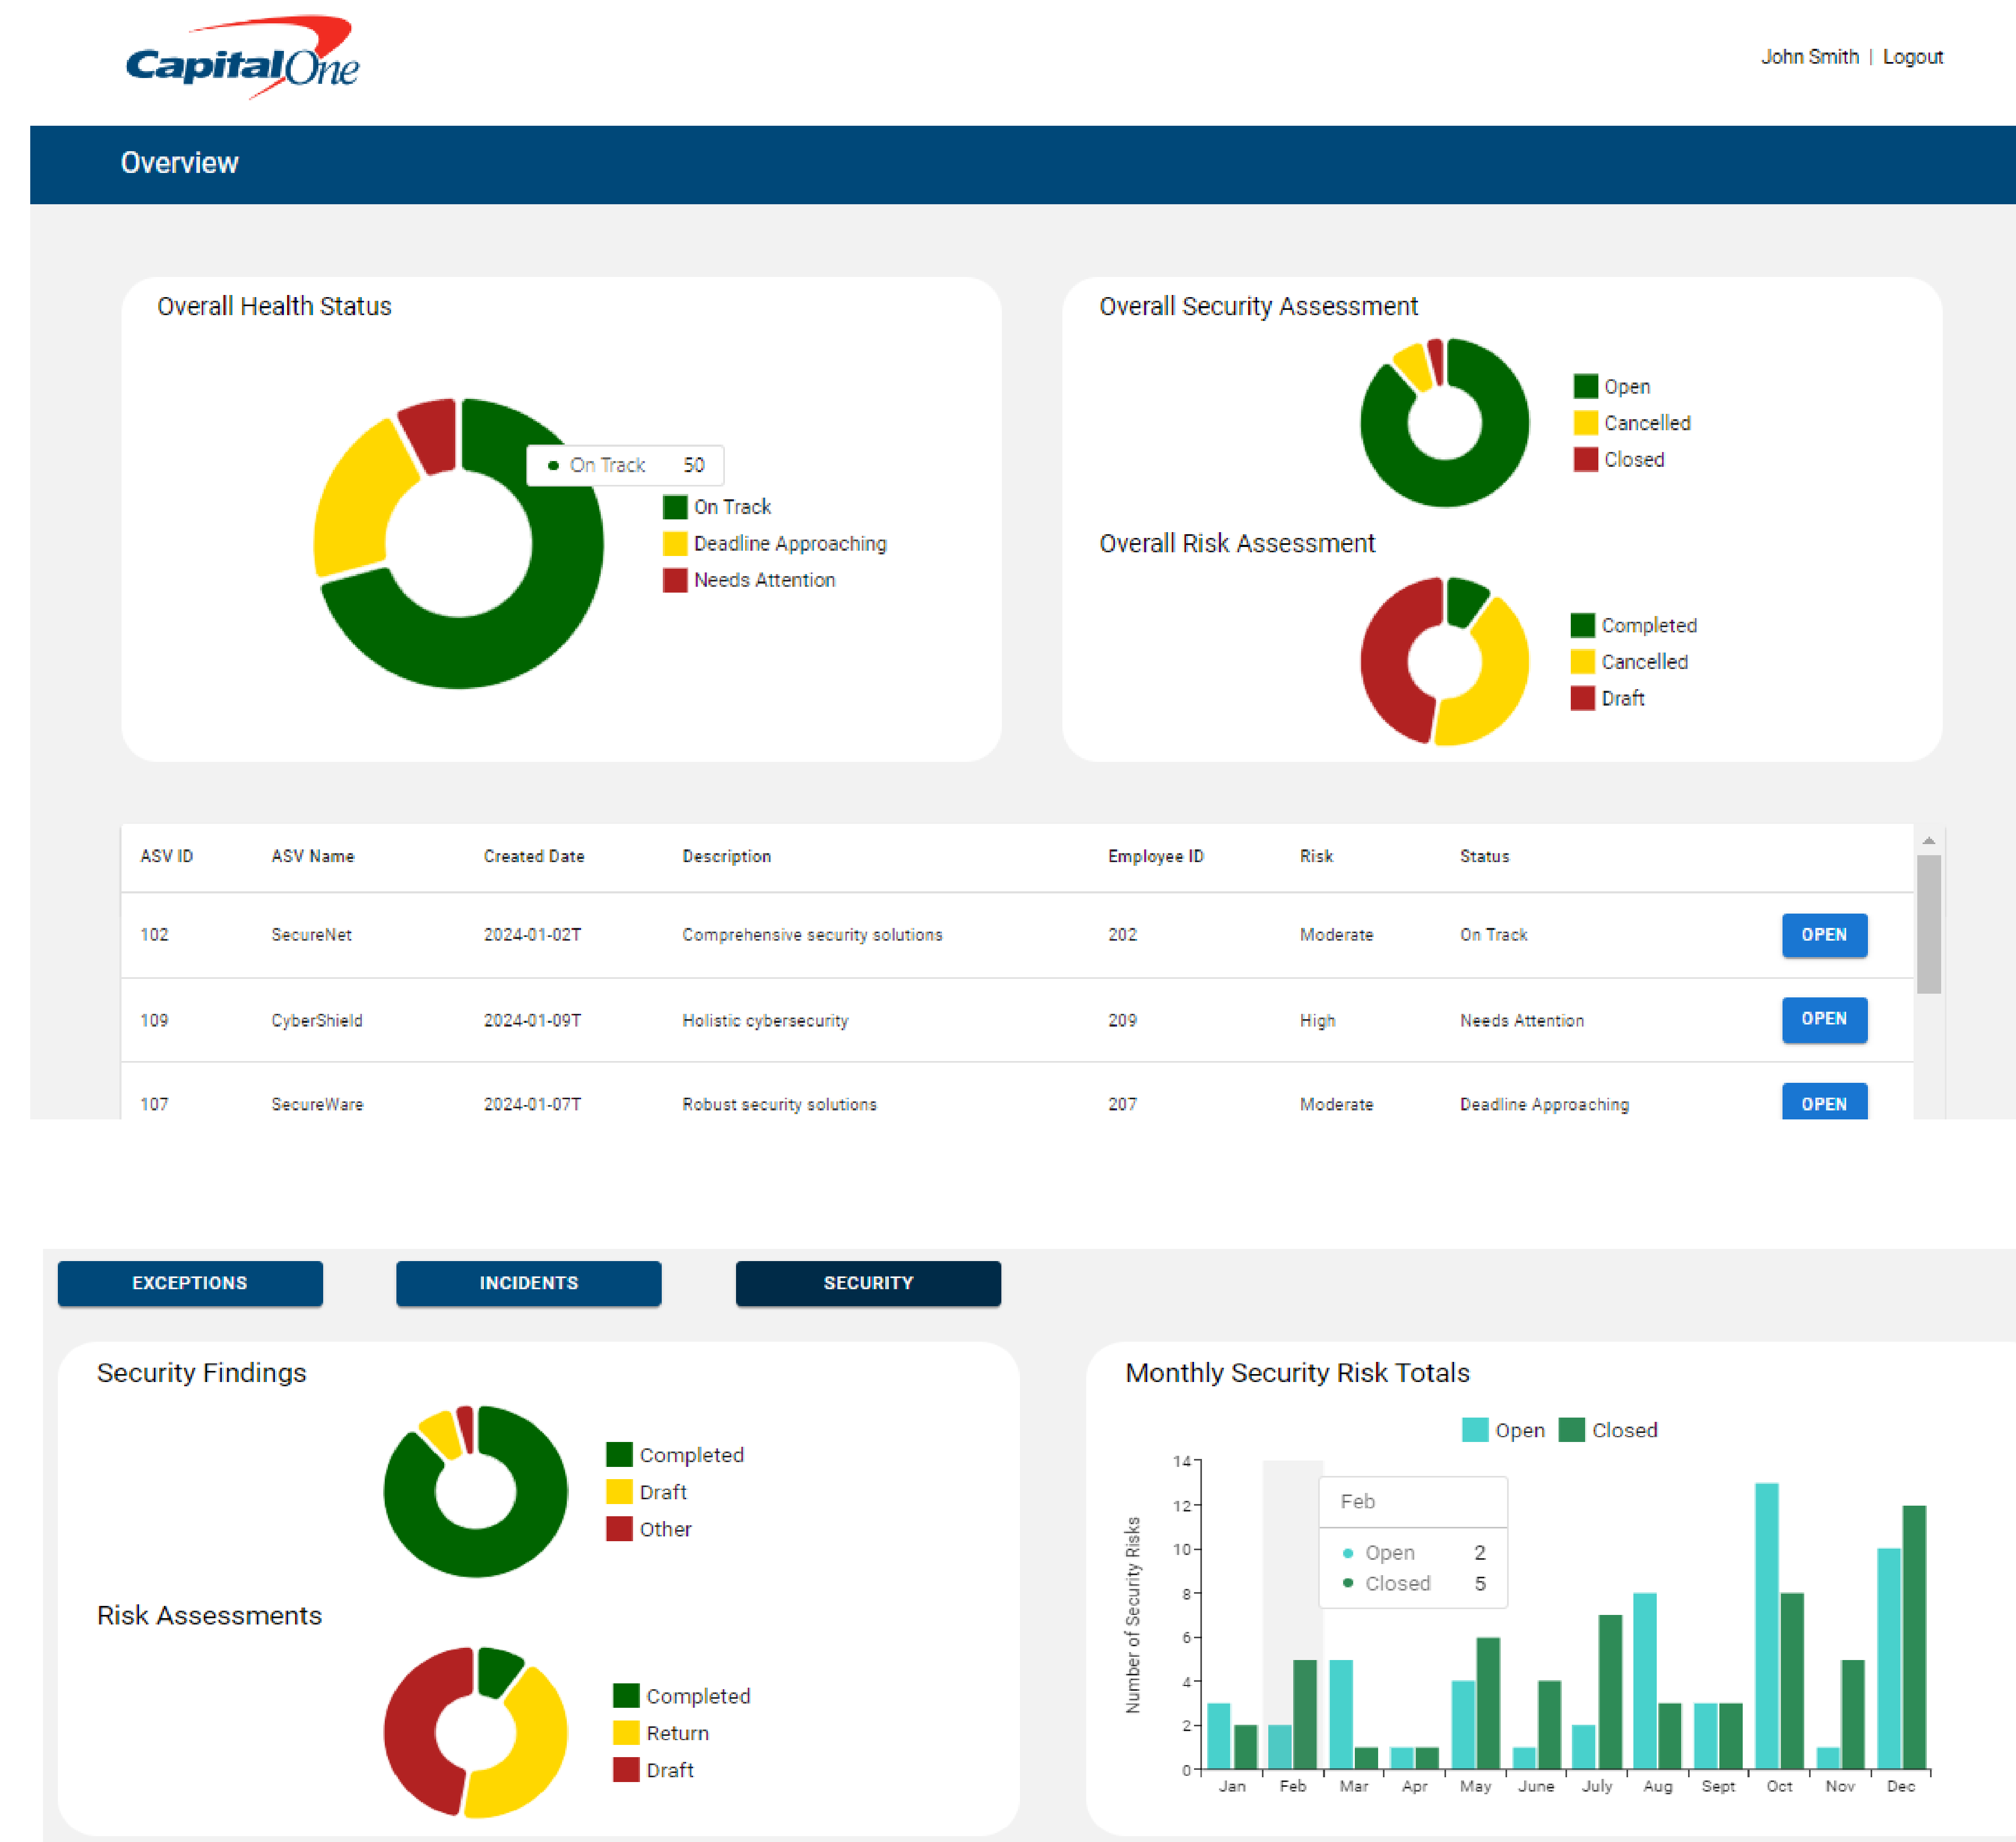 CapitalOne
John Smith | Logout
Overview
Overall Health Status
On Track 50
On Track
Deadline Approaching
Needs Attention
Overall Security Assessment
Open
Cancelled
Closed
Overall Risk Assessment
Completed
Cancelled
Draft
ASV ID ASV Name Created Date Description Employee ID Risk Status
102 SecureNet 2024-01-02T Comprehensive security solutions 202 Moderate On Track OPEN
109 CyberShield 2024-01-09T Holistic cybersecurity 209 High Needs Attention OPEN
107 SecureWare 2024-01-07T Robust security solutions 207 Moderate Deadline Approaching OPEN
EXCEPTIONS INCIDENTS SECURITY
Security Findings
Completed
Draft
Other
Risk Assessments
Completed
Return
Draft
Monthly Security Risk Totals
Open Closed
Number of Security Risks
14
12
10
8
6
4
2
0
Feb
Open 2
Closed 5
Jan Feb Mar Apr May June July Aug Sept Oct Nov Dec